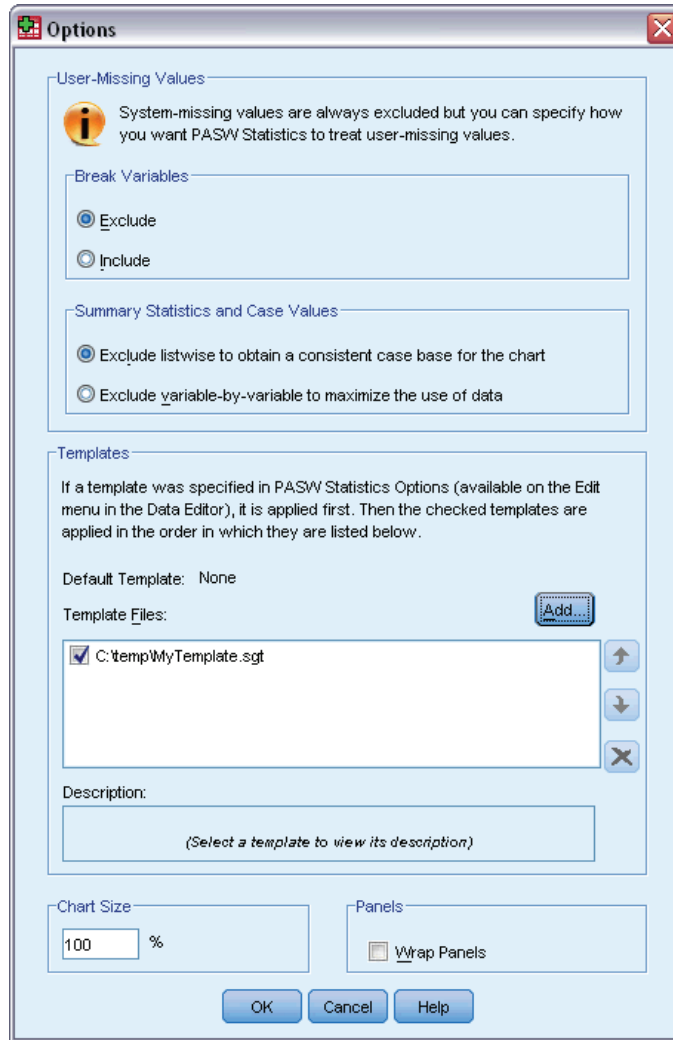 Options
User-Missing Values
System-missing values are always excluded but you can specify how
you want PASW Statistics to treat user-missing values.
Break Variables
Exclude
Include
Summary Statistics and Case Values
Exclude listwise to obtain a consistent case base for the chart
Exclude variable-by-variable to maximize the use of data
Templates
If a template was specified in PASW Statistics Options (available on the Edit
menu in the Data Editor), it is applied first. Then the checked templates are
applied in the order in which they are listed below.
Default Template: None
Template Files:
Add...
C:\temp\MyTemplate.sgt
Description:
(Select a template to view its description)
Chart Size
100 %
Panels
Wrap Panels
OK Cancel Help